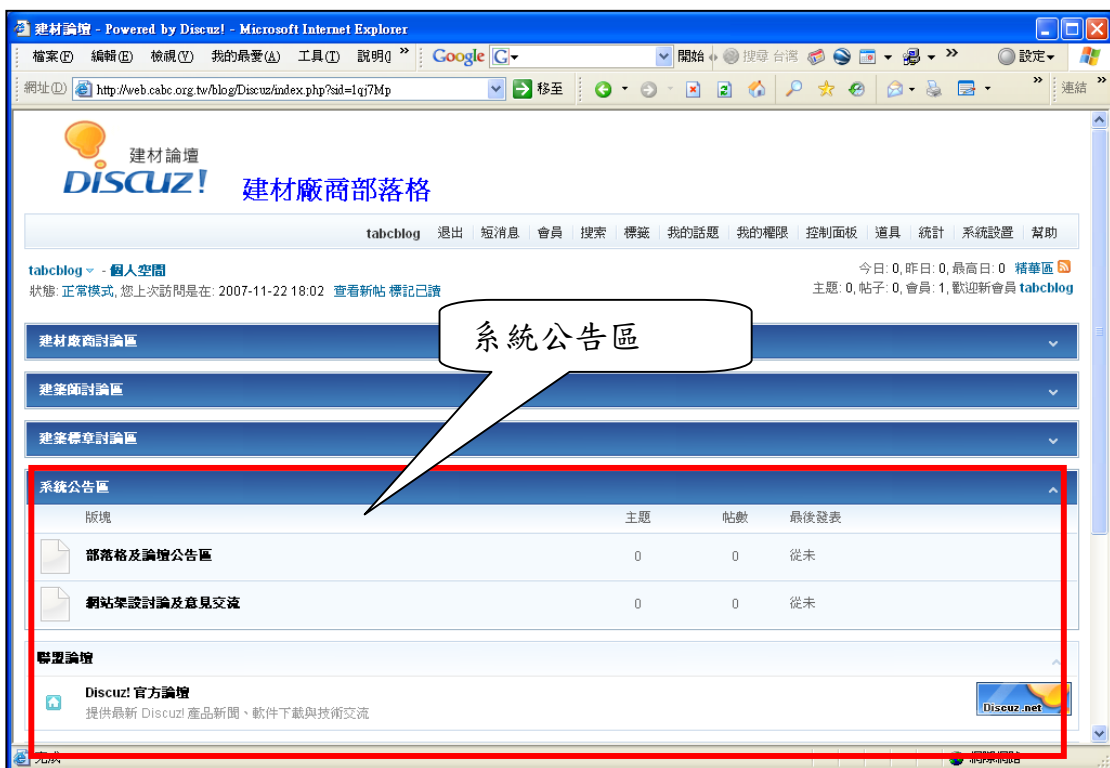 建材論壇 - Powered by Discuz! - Microsoft Internet Explorer
檔案(F) 編輯(E) 檢視(V) 我的最愛(A) 工具(T) 說明( » Google G 開始 搜尋 台湾 » 設定
網址(D) http://web.cabc.org.tw/blog/Discuz/index.php?sid=1qj7Mp 移至 » 連結 »
建材論壇
DISCUZ! 建材廠商部落格
tabcblog 退出 短消息 會員 搜索 標籤 我的話題 我的權限 控制面板 道具 統計 系統設置 幫助
tabcblog - 個人空間 今日: 0, 昨日: 0, 最高日: 0 精華區
狀態: 正常模式, 您上次訪問是在: 2007-11-22 18:02 查看新帖 標記已讀 主題: 0, 帖子: 0, 會員: 1, 歡迎新會員 tabcblog
系統公告區
建材廠商討論區
建築師討論區
建築標章討論區
系統公告區
版塊 主題 帖數 最後發表
部落格及論壇公告區 0 0 從未
網站架設討論及意見交流 0 0 從未
聯盟論壇
Discuz! 官方論壇
提供最新 Discuz! 產品新聞、軟件下載與技術交流
Discuz.net
完成 網際網路